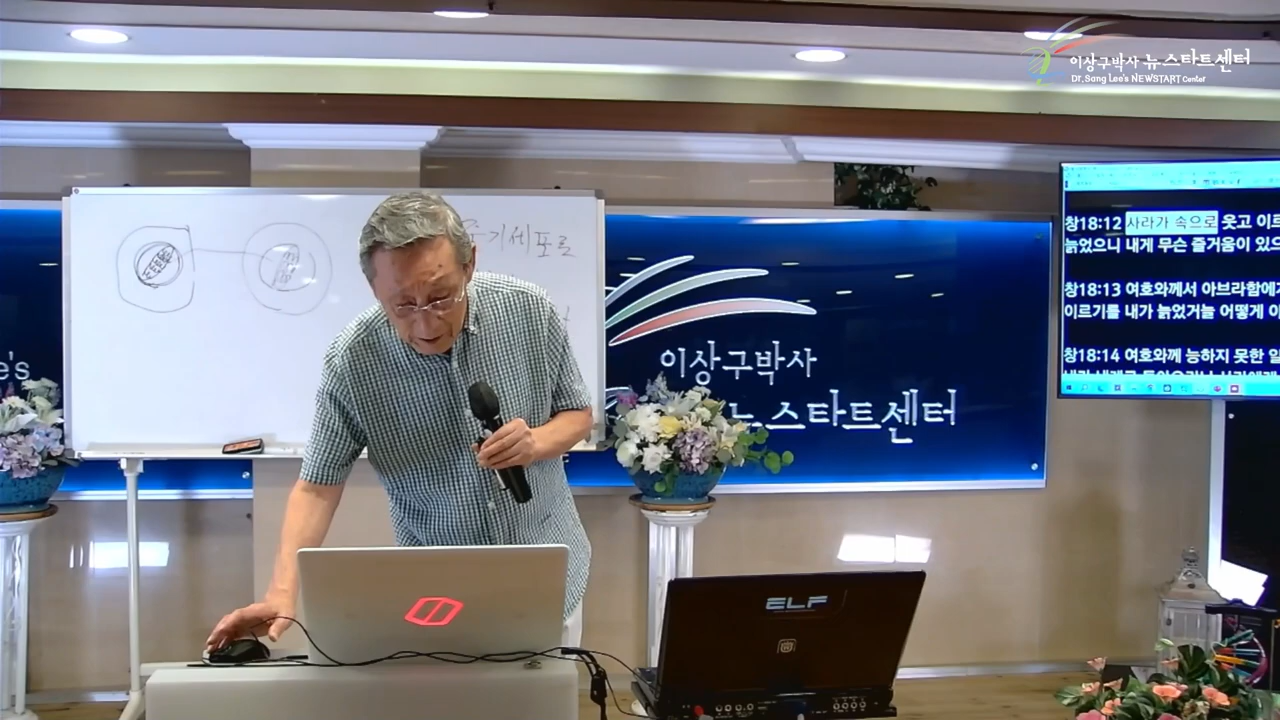 이상구박사 뉴스타트센터
Dr. Sang Lee's NEWSTART Center
줄기세포로
창18:12 사라가 속으로 웃고 이르
늙었으니 내게 무슨 즐거움이 있으
창18:13 여호와께서 아브라함에게
이르기를 내가 늙었거늘 어떻게 아
창18:14 여호와께 능하지 못한 일
e's
이상구박사
뉴스타트센터
ELF